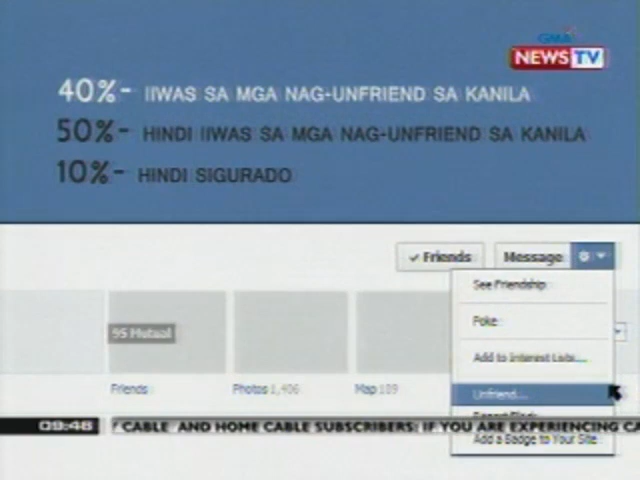 GMA
NEWS TV
40%- IIWAS SA MGA NAG-UNFRIEND SA KANILA
50%- HINDI IIWAS SA MGA NAG-UNFRIEND SA KANILA
10%- HINDI SIGURADO
Friends Message
See Friendship
Poke
Add to Interest Lists...
Unfriend...
95 Mutual
Friends Photos 1,406 Map 109
09:48 CABLE AND HOME CABLE SUBSCRIBERS: IF YOU ARE EXPERIENCING CA
Add a Badge to Your Site